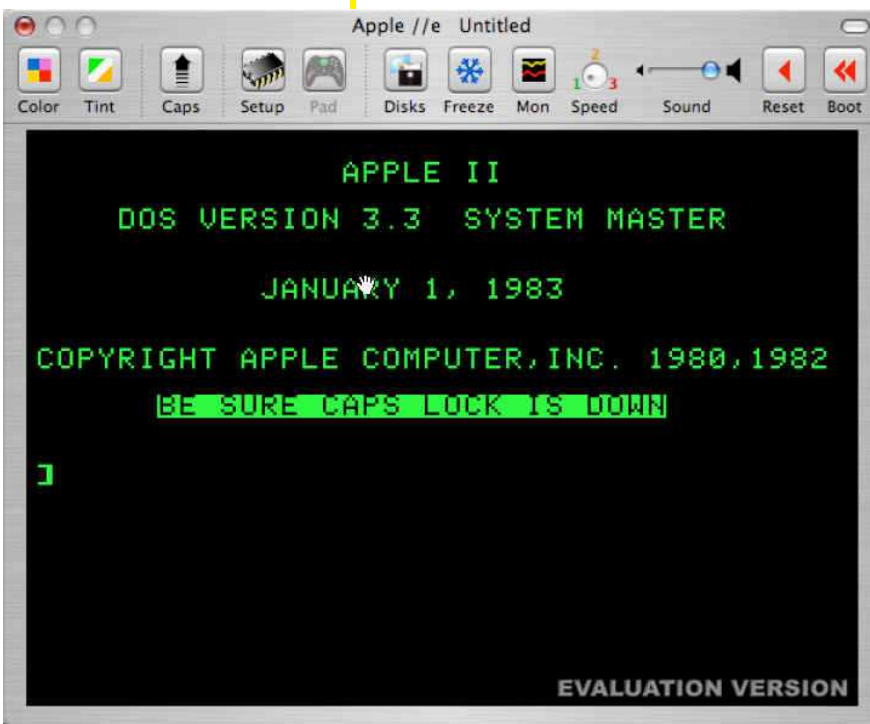 Apple //e Untitled
2
1 3
Color Tint Caps Setup Pad Disks Freeze Mon Speed Sound Reset Boot
APPLE II
DOS VERSION 3.3 SYSTEM MASTER
JANUARY 1, 1983
COPYRIGHT APPLE COMPUTER,INC. 1980,1982
BE SURE CAPS LOCK IS DOWN
]
EVALUATION VERSION